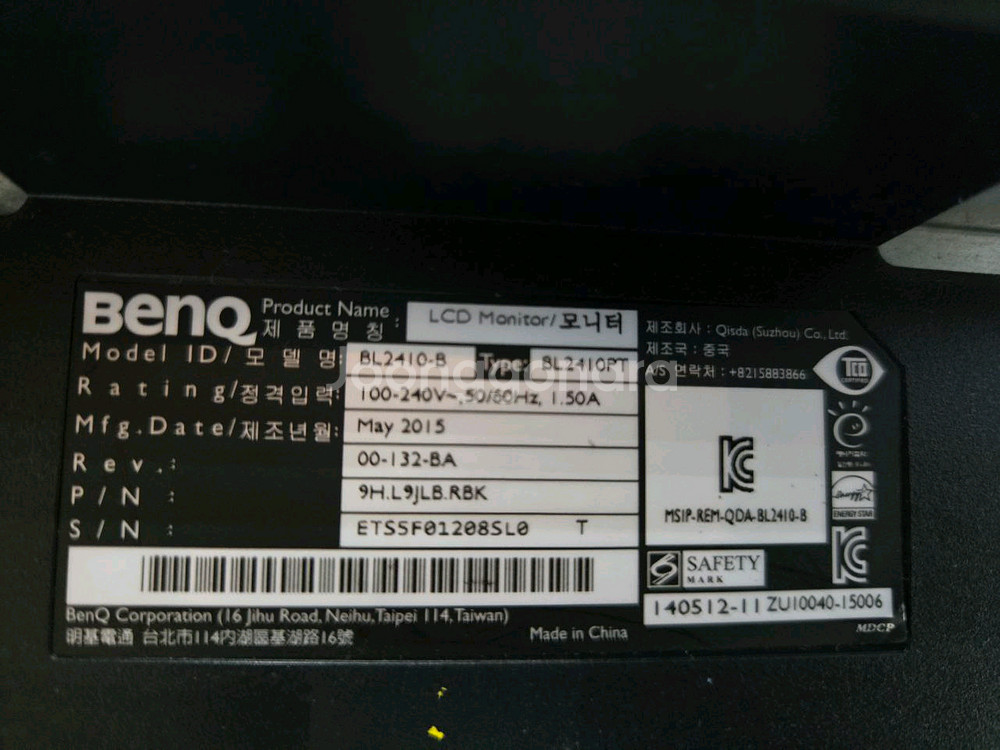 BenQ
Product Name
제 품 명 칭 : LCD Monitor/모니터
Model ID/모 델 명: BL2410-B Type: BL2410PT
Rating/정격입력: 100-240V~,50/60Hz, 1.50A
Mfg.Date/제조년월: May 2015
Rev.: 00-132-BA
P/N : 9H.L9JLB.RBK
S/N : ETS5F01208SL0 T
BenQ Corporation (16 Jihu Road, Neihu,Taipei 114,Taiwan)
明基電通 台北市114內湖區基湖路16號
Made in China
제조회사 : Qisda (Suzhou) Co., Ltd.
제조국 : 중국
A/S 연락처 : +8215883866
TCO
CERTIFIED
MSIP-REM-QDA-BL2410-B
ENERGY STAR
SAFETY
MARK
140512-11 ZU10040-15006
MDCP